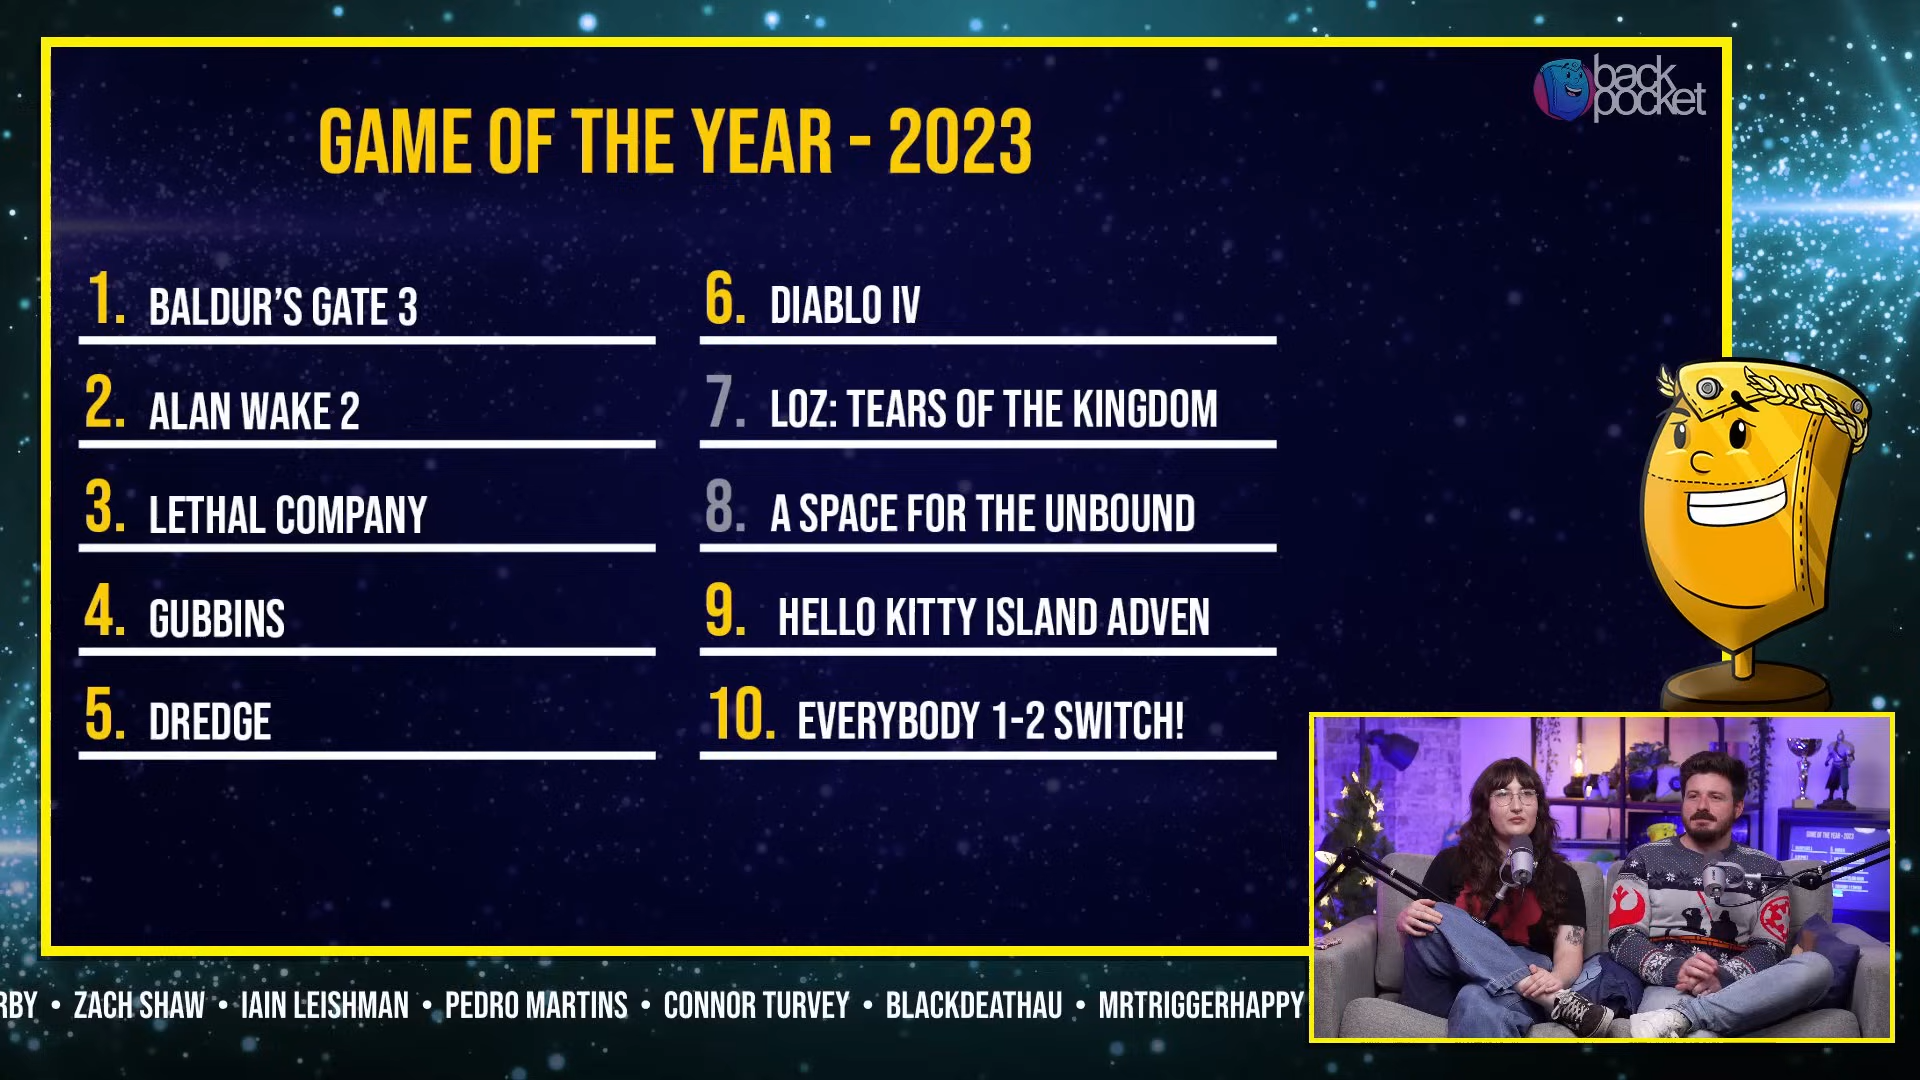 back
pocket
GAME OF THE YEAR - 2023
1. BALDUR'S GATE 3
2. ALAN WAKE 2
3. LETHAL COMPANY
4. GUBBINS
5. DREDGE
6. DIABLO IV
7. LOZ: TEARS OF THE KINGDOM
8. A SPACE FOR THE UNBOUND
9. HELLO KITTY ISLAND ADVEN
10. EVERYBODY 1-2 SWITCH!
RBY • ZACH SHAW • IAIN LEISHMAN • PEDRO MARTINS • CONNOR TURVEY • BLACKDEATHAU • MRTRIGGERHAPPY